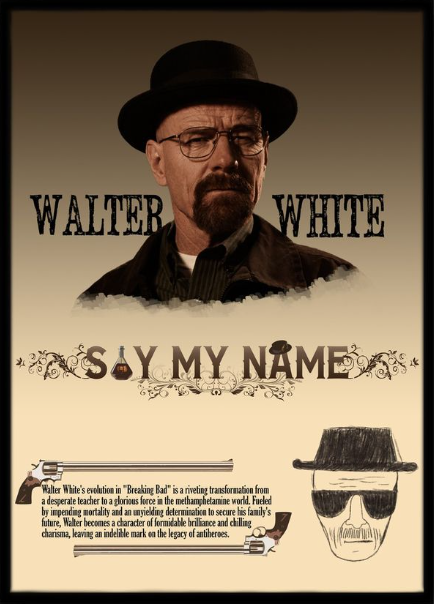 WALTER WHITE
SAY MY NAME
Walter White's evolution in "Breaking Bad" is a riveting transformation from
a desperate teacher to a glorious force in the methamphetamine world. Fueled
by impending mortality and an unyielding determination to secure his family's
future, Walter becomes a character of formidable brilliance and chilling
charisma, leaving an indelible mark on the legacy of antiheroes.